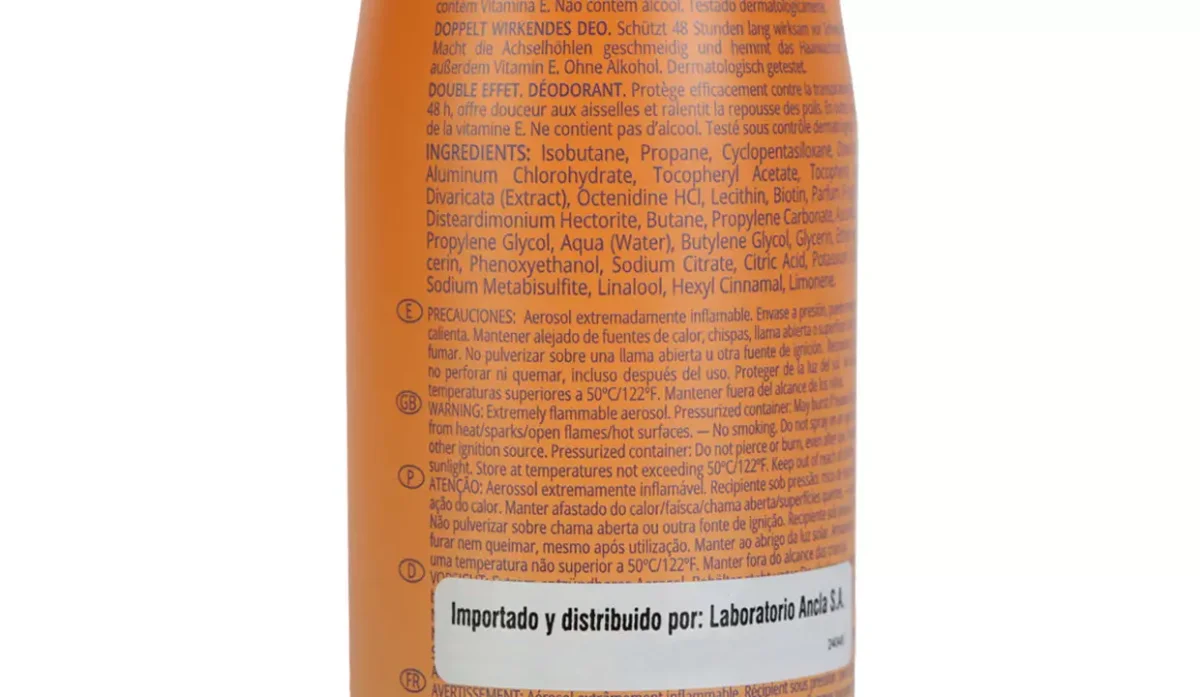 contém Vitamina E. Não contém álcool. Testado dermatologicamente.
DOPPELT WIRKENDES DEO. Schützt 48 Stunden lang wirksam vor
Macht die Achselhöhlen geschmeidig und hemmt das
außerdem Vitamin E. Ohne Alkohol. Dermatologisch getestet.
DOUBLE EFFET. DÉODORANT. Protège efficacement contre la
48 h, offre douceur aux aisselles et ralentit la repousse des poils. En
de la vitamine E. Ne contient pas d'alcool. Testé sous contrôle
INGREDIENTS: Isobutane, Propane, Cyclopentasiloxane,
Aluminum Chlorohydrate, Tocopheryl Acetate,
Divaricata (Extract), Octenidine HCl, Lecithin, Biotin, Parfum
Disteardimonium Hectorite, Butane, Propylene Carbonate,
Propylene Glycol, Aqua (Water), Butylene Glycol, Glycerin,
cerin, Phenoxyethanol, Sodium Citrate, Citric Acid, Potassium
Sodium Metabisulfite, Linalool, Hexyl Cinnamal, Limonene.
E PRECAUCIONES: Aerosol extremadamente inflamable. Envase a presión,
calienta. Mantener alejado de fuentes de calor, chispas, llama abierta o
fumar. No pulverizar sobre una llama abierta u otra fuente de ignición.
no perforar ni quemar, incluso después del uso. Proteger de la luz del
temperaturas superiores a 50ºC/122ºF. Mantener fuera del alcance de los
GB WARNING: Extremely flammable aerosol. Pressurized container: May burst
from heat/sparks/open flames/hot surfaces. — No smoking. Do not spray on an
other ignition source. Pressurized container: Do not pierce or burn, even after
sunlight. Store at temperatures not exceeding 50ºC/122ºF. Keep out of reach of
P ATENÇÃO: Aerossol extremamente inflamável. Recipiente sob pressão
ação do calor. Manter afastado do calor/faísca/chama aberta/superfícies
Não pulverizar sobre chama aberta ou outra fonte de ignição. Recipiente sob
furar nem queimar, mesmo após utilização. Manter ao abrigo da luz solar.
uma temperatura não superior a 50ºC/122ºF. Manter fora do alcance das
D
Importado y distribuido por: Laboratorio Ancla S.A.
FR AVERTISSEMENT: Aérosol extrêmement inflammable. Récipient sous pression